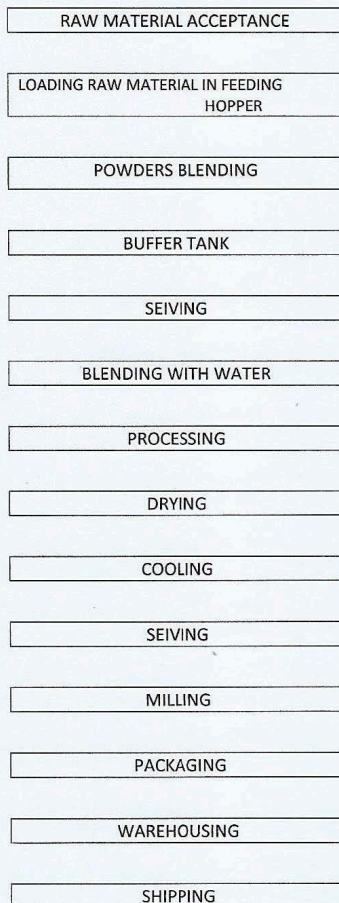 RAW MATERIAL ACCEPTANCE
LOADING RAW MATERIAL IN FEEDING
HOPPER
POWDERS BLENDING
BUFFER TANK
SEIVING
BLENDING WITH WATER
PROCESSING
DRYING
COOLING
SEIVING
MILLING
PACKAGING
WAREHOUSING
SHIPPING